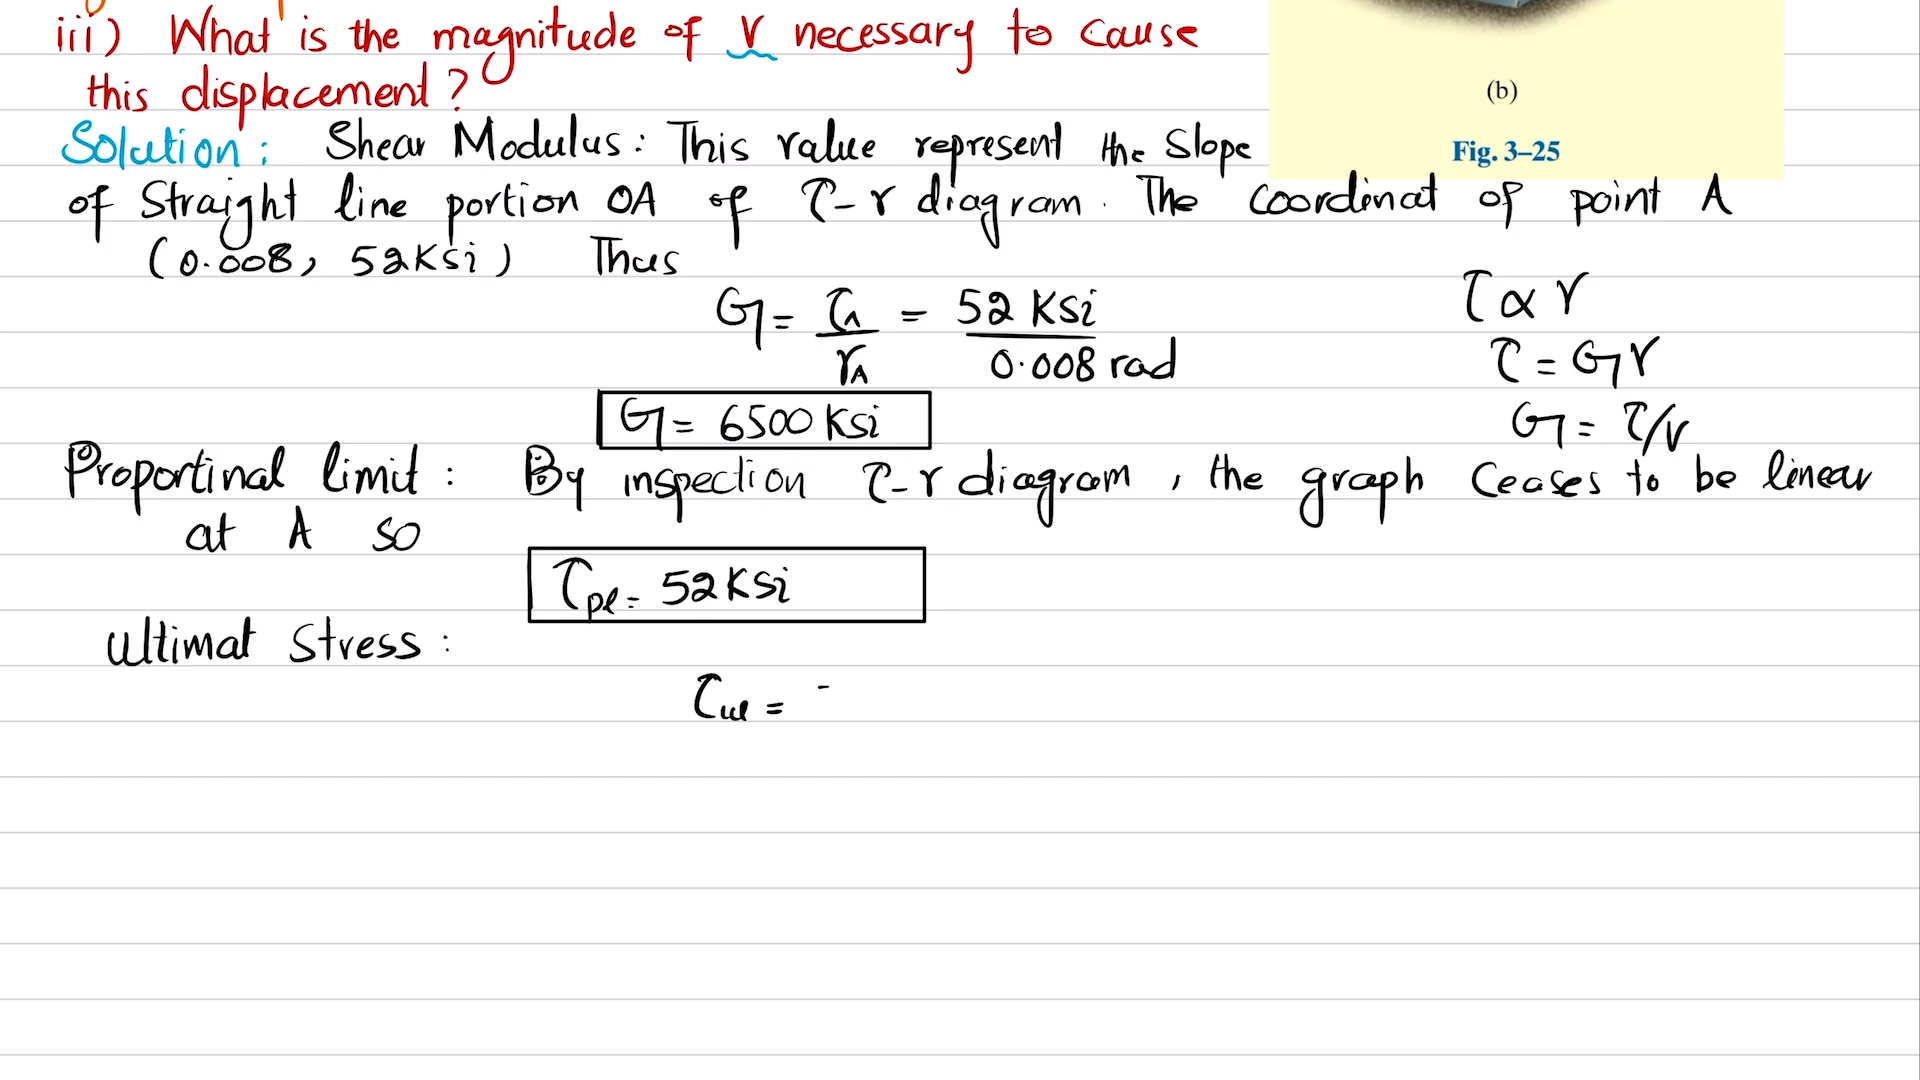 iii) What is the magnitude of V necessary to cause
this displacement?
(b)
Fig. 3–25
Solution: Shear Modulus: This value represent the Slope
of Straight line portion OA of τ-γ diagram. The coordinat of point A
(0.008, 52Ksi) Thus
G = τA/γA = 52 Ksi/0.008 rad
τ ∝ γ
τ = Gγ
G = 6500 Ksi
G = τ/γ
Proportinal limit: By inspection τ-γ diagram, the graph Ceases to be linear
at A so
τpl = 52 Ksi
Ultimat Stress:
τul =